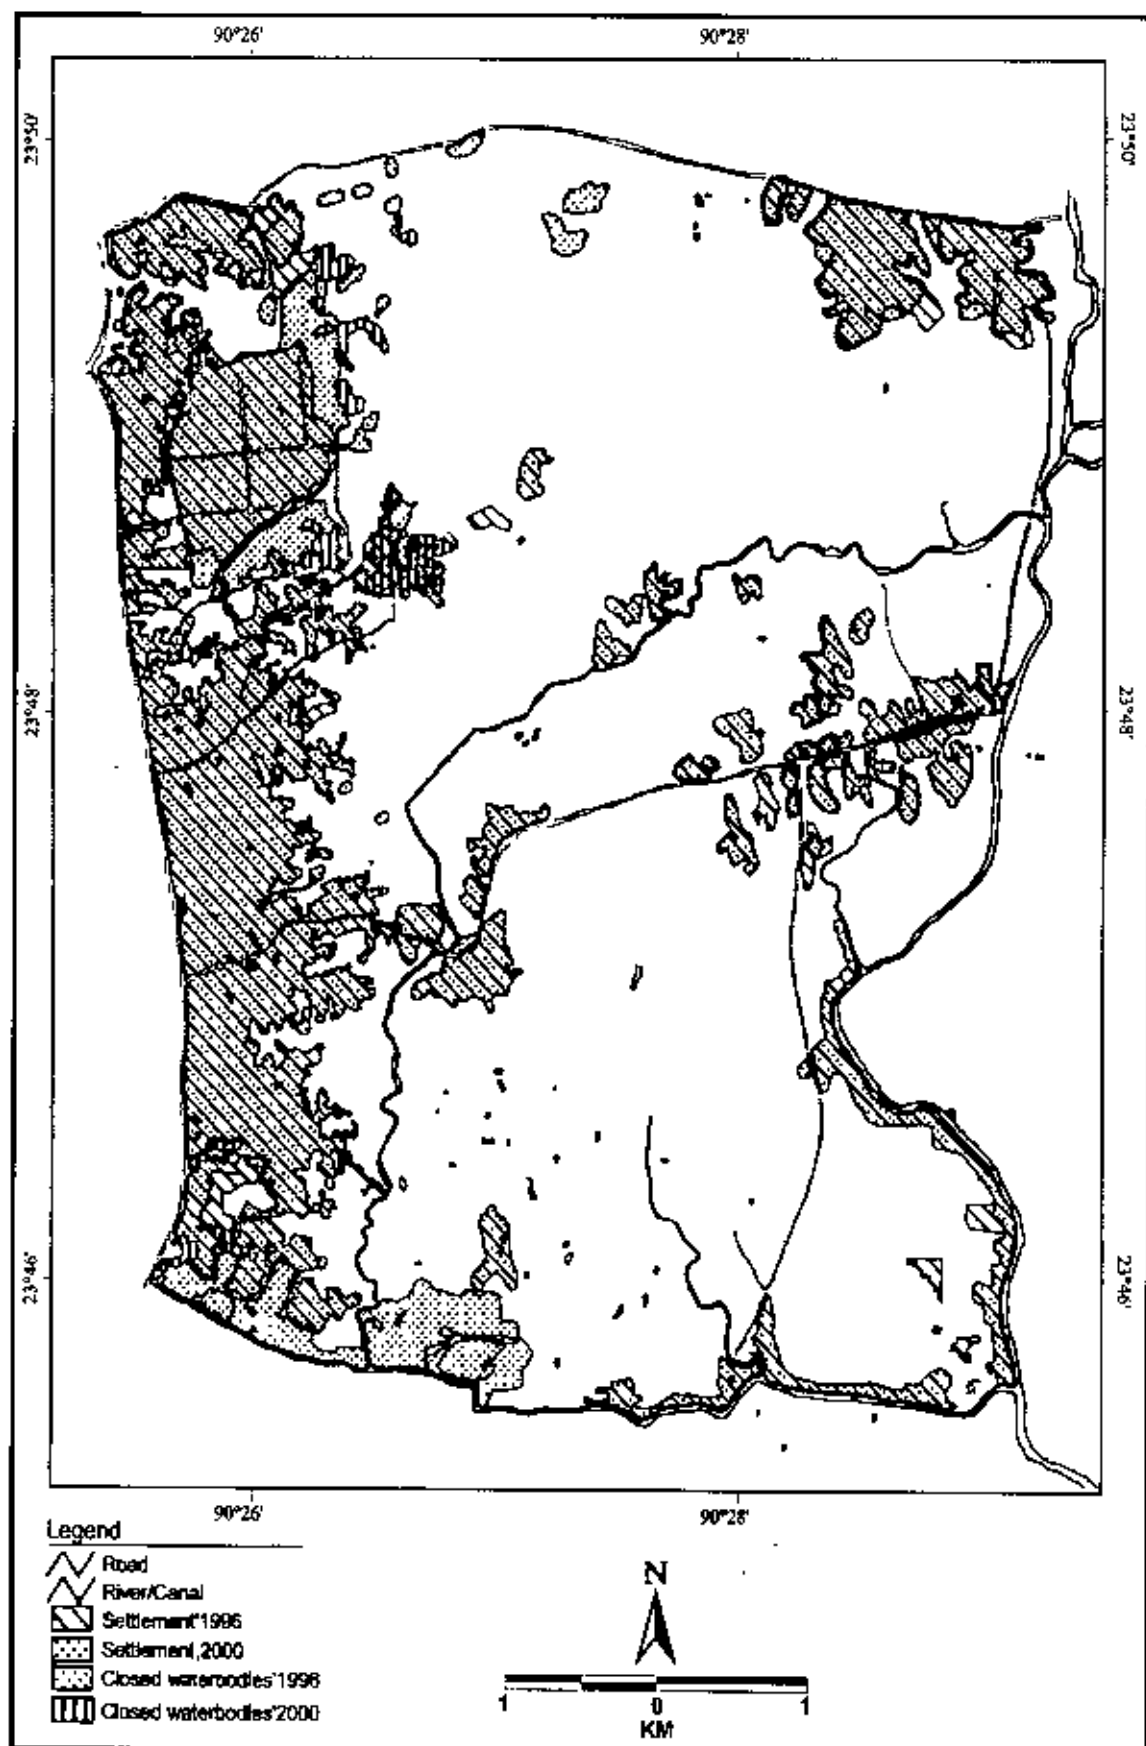 90°26' 90°28'
23°50' 23°50'
23°48' 23°48'
23°46' 23°46'
90°26' 90°28'
Legend
Road
River/Canal
Settlement'1996
Settlement,2000
Closed waterbodies'1996
Closed waterbodies'2000
N
1 0 1
KM